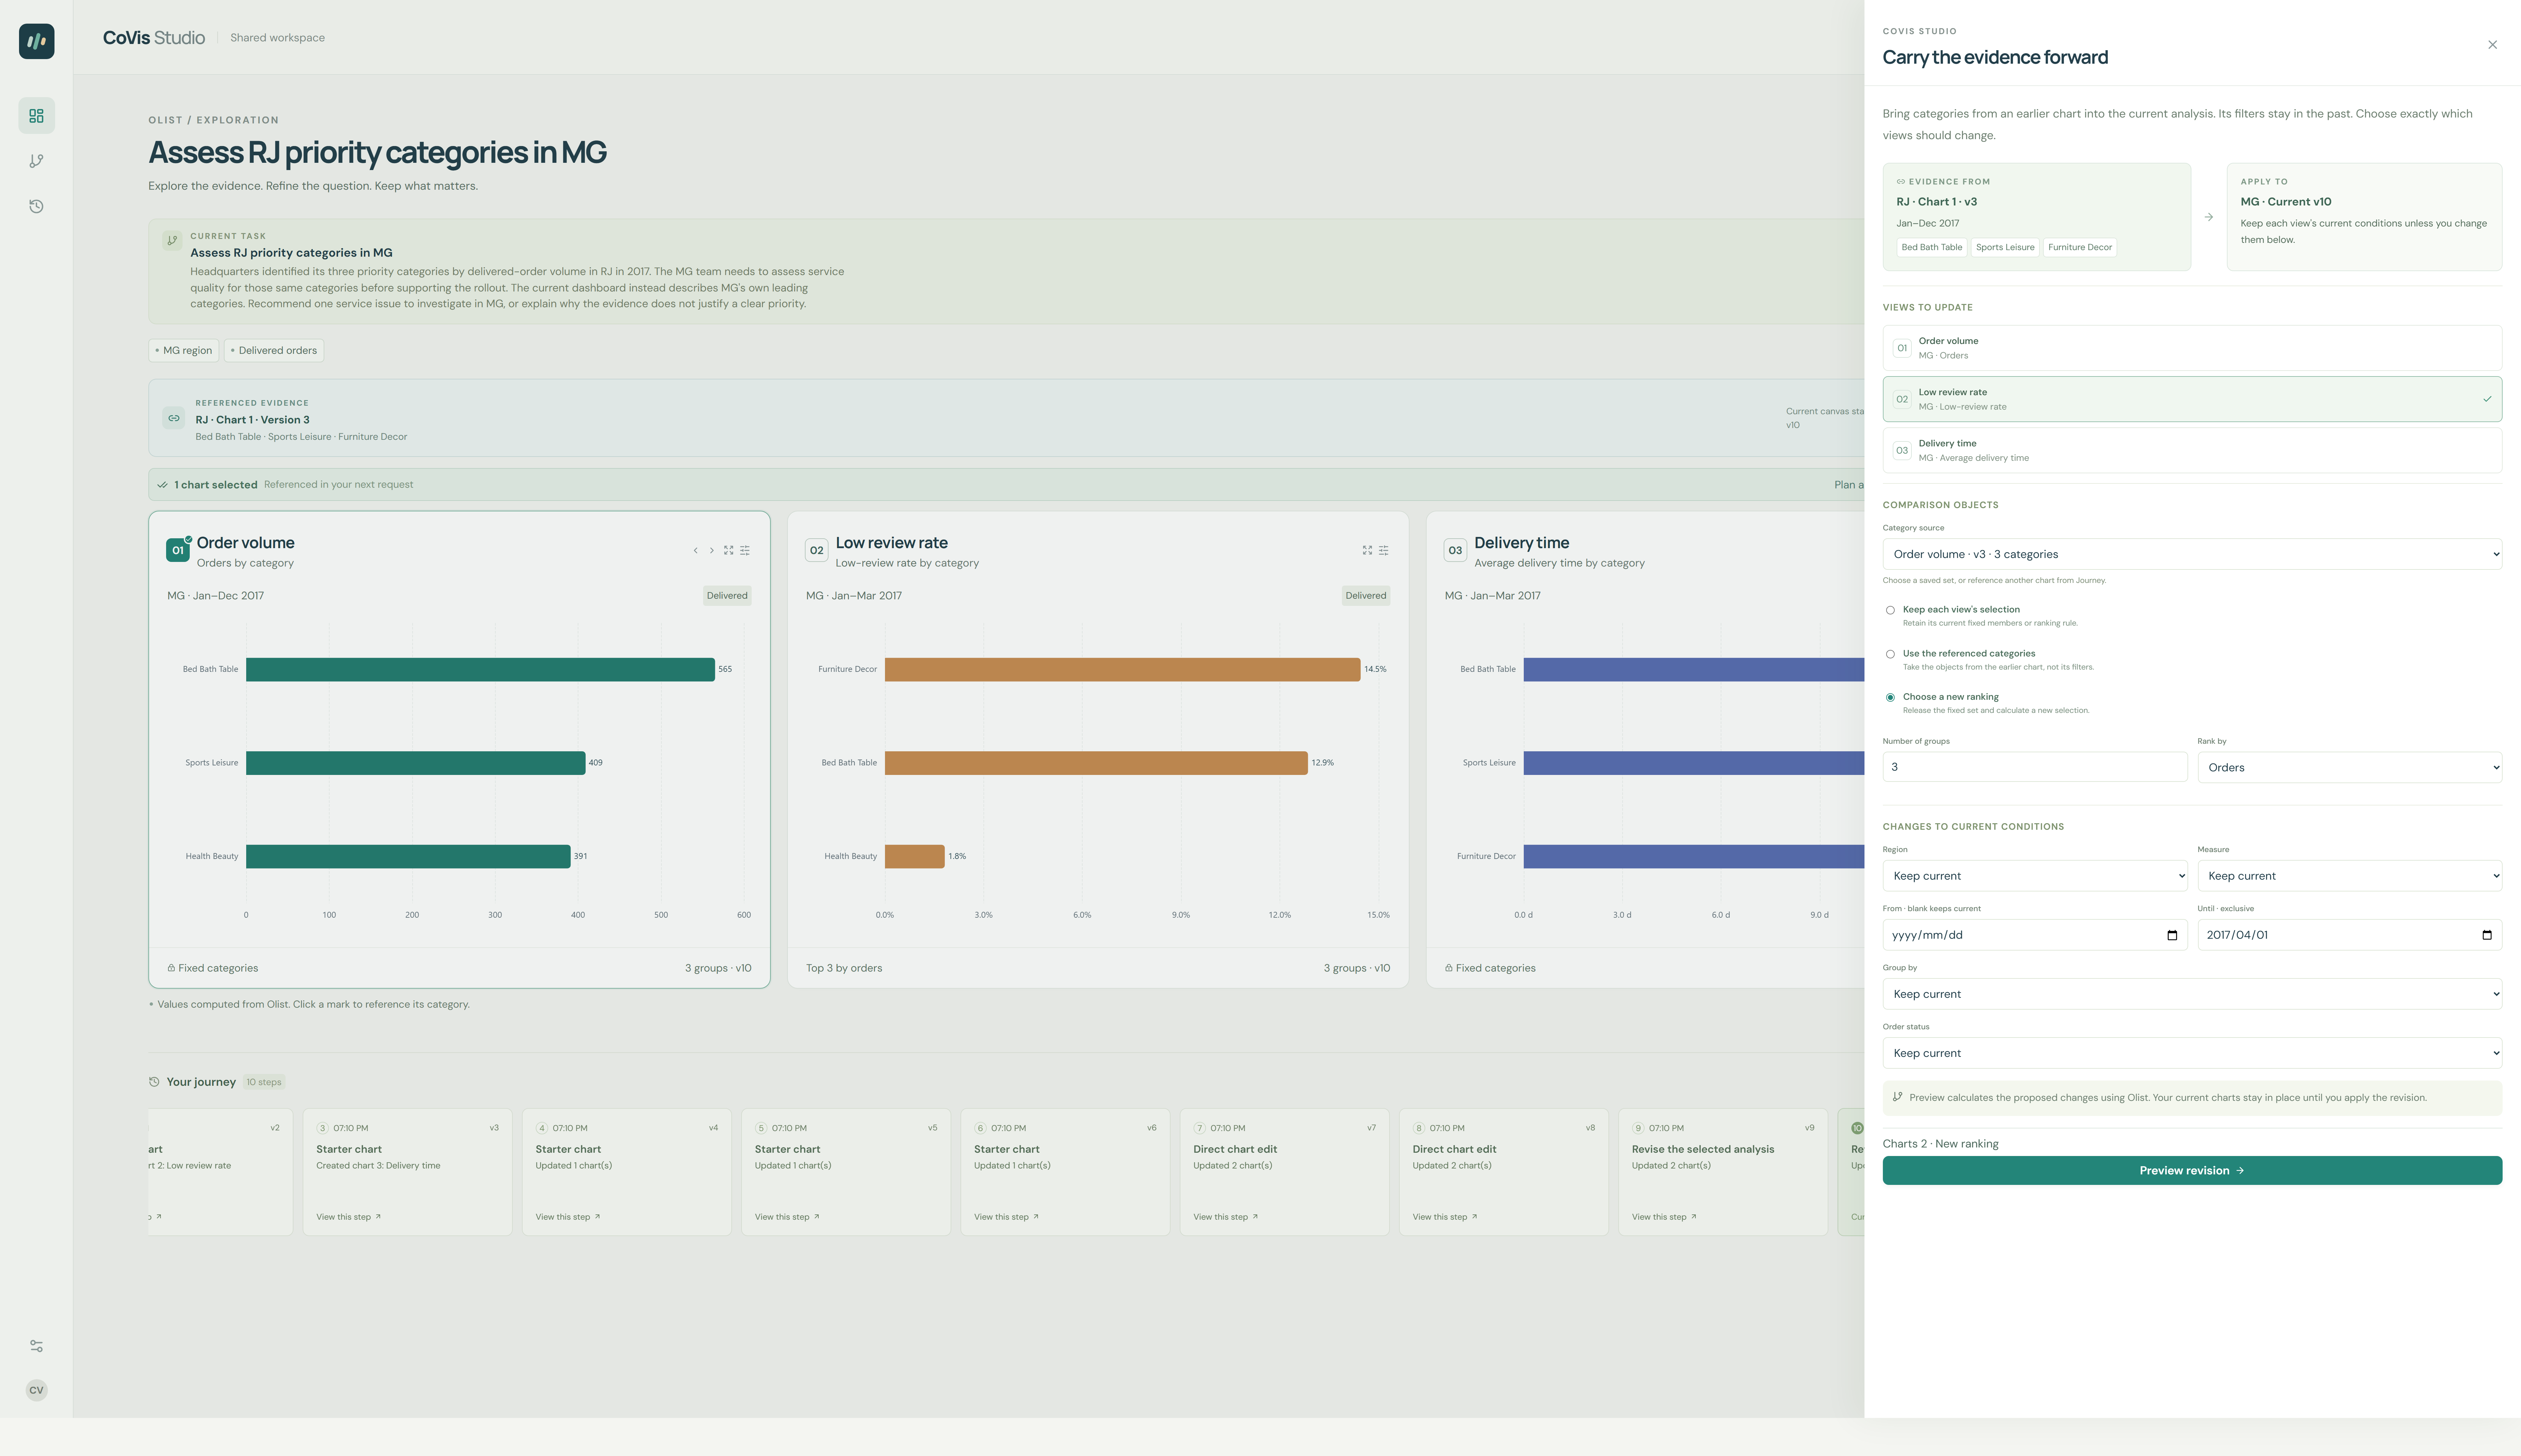 CoVis Studio
Shared workspace
OLIST / EXPLORATION
Assess RJ priority categories in MG
Explore the evidence. Refine the question. Keep what matters.
CURRENT TASK
Assess RJ priority categories in MG
Headquarters identified its three priority categories by delivered-order volume in RJ in 2017. The MG team needs to assess service
quality for those same categories before supporting the rollout. The current dashboard instead describes MG's own leading
categories. Recommend one service issue to investigate in MG, or explain why the evidence does not justify a clear priority.
MG region
Delivered orders
REFERENCED EVIDENCE
RJ · Chart 1 · Version 3
Bed Bath Table · Sports Leisure · Furniture Decor
Current canvas sta
v10
1 chart selected
Referenced in your next request
Plan a
01
Order volume
Orders by category
MG · Jan–Dec 2017
Delivered
Bed Bath Table
565
Sports Leisure
409
Health Beauty
391
0 100 200 300 400 500 600
Fixed categories
3 groups · v10
02
Low review rate
Low-review rate by category
MG · Jan–Mar 2017
Delivered
Furniture Decor
14.5%
Bed Bath Table
12.9%
Health Beauty
1.8%
0.0% 3.0% 6.0% 9.0% 12.0% 15.0%
Top 3 by orders
3 groups · v10
03
Delivery time
Average delivery time by category
MG · Jan–Mar 2017
Bed Bath Table
Sports Leisure
Furniture Decor
0.0 d 3.0 d 6.0 d 9.0 d
Fixed categories
Values computed from Olist. Click a mark to reference its category.
Your journey
10 steps
v2
art
rt 2: Low review rate
3 07:10 PM v3
Starter chart
Created chart 3: Delivery time
View this step
4 07:10 PM v4
Starter chart
Updated 1 chart(s)
View this step
5 07:10 PM v5
Starter chart
Updated 1 chart(s)
View this step
6 07:10 PM v6
Starter chart
Updated 1 chart(s)
View this step
7 07:10 PM v7
Direct chart edit
Updated 2 chart(s)
View this step
8 07:10 PM v8
Direct chart edit
Updated 2 chart(s)
View this step
9 07:10 PM v9
Revise the selected analysis
Updated 2 chart(s)
View this step
10
Re
Up
Cur
CV
COVIS STUDIO
Carry the evidence forward
Bring categories from an earlier chart into the current analysis. Its filters stay in the past. Choose exactly which
views should change.
EVIDENCE FROM
RJ · Chart 1 · v3
Jan–Dec 2017
Bed Bath Table
Sports Leisure
Furniture Decor
APPLY TO
MG · Current v10
Keep each view's current conditions unless you change
them below.
VIEWS TO UPDATE
01
Order volume
MG · Orders
02
Low review rate
MG · Low-review rate
03
Delivery time
MG · Average delivery time
COMPARISON OBJECTS
Category source
Order volume · v3 · 3 categories
Choose a saved set, or reference another chart from Journey.
Keep each view's selection
Retain its current fixed members or ranking rule.
Use the referenced categories
Take the objects from the earlier chart, not its filters.
Choose a new ranking
Release the fixed set and calculate a new selection.
Number of groups
3
Rank by
Orders
CHANGES TO CURRENT CONDITIONS
Region
Keep current
Measure
Keep current
From · blank keeps current
yyyy/mm/dd
Until · exclusive
2017/04/01
Group by
Keep current
Order status
Keep current
Preview calculates the proposed changes using Olist. Your current charts stay in place until you apply the revision.
Charts 2 · New ranking
Preview revision